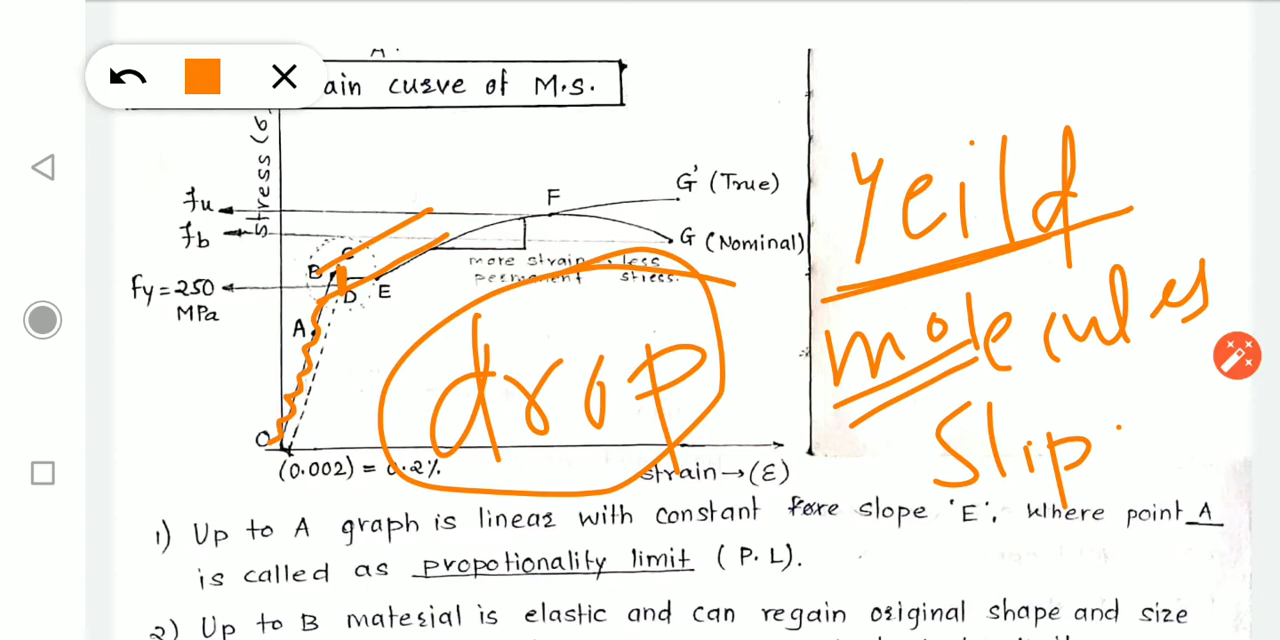 ain curve of M.S.
stress (σ
fu
fb
fy = 250
MPa
G' (True)
F
G (Nominal)
more strain less
permanent stress.
C
B
D E
A
O
(0.002) = 0.2%
strain → (ε)
Yeild
molecules
Slip
drop
1) Up to A graph is linear with constant fore slope 'E', Where point A
is called as propotionality limit ( P. L).
2) Up to B material is elastic and can regain original shape and size